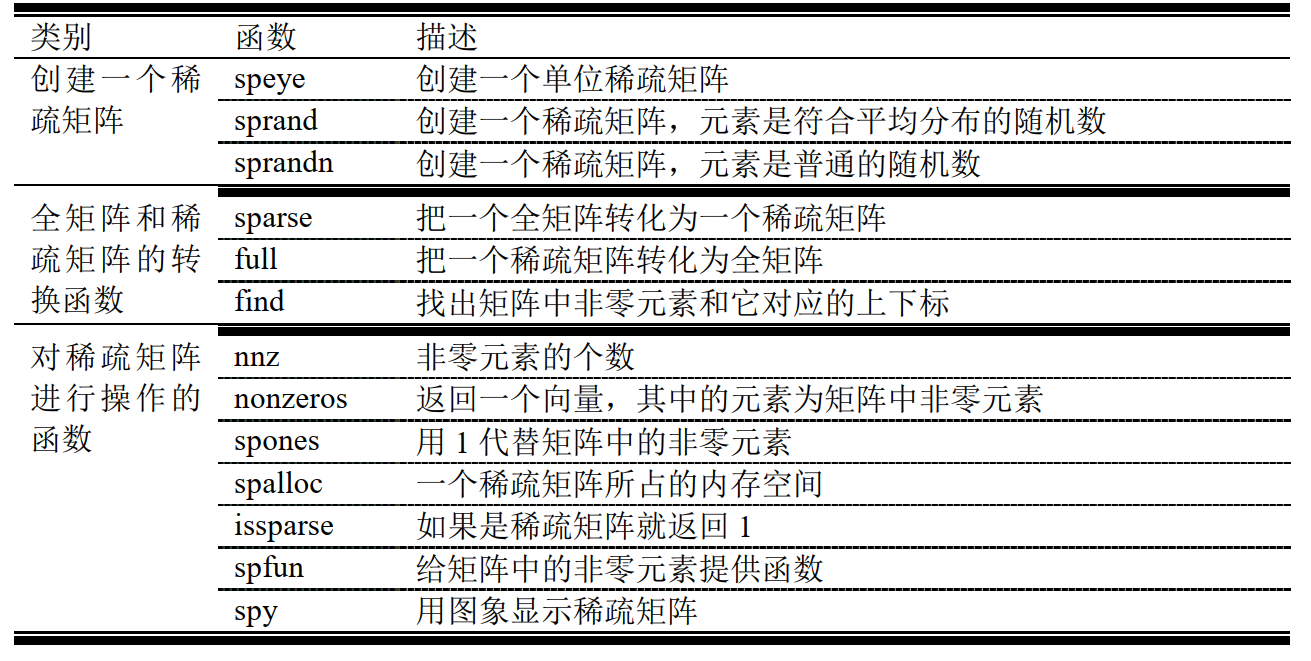 类别 函数 描述
创建一个稀 speye 创建一个单位稀疏矩阵
疏矩阵 sprand 创建一个稀疏矩阵，元素是符合平均分布的随机数
sprandn 创建一个稀疏矩阵，元素是普通的随机数
全矩阵和稀 sparse 把一个全矩阵转化为一个稀疏矩阵
疏矩阵的转 full 把一个稀疏矩阵转化为全矩阵
换函数 find 找出矩阵中非零元素和它对应的上下标
对稀疏矩阵 nnz 非零元素的个数
进行操作的 nonzeros 返回一个向量，其中的元素为矩阵中非零元素
函数 spones 用 1 代替矩阵中的非零元素
spalloc 一个稀疏矩阵所占的内存空间
issparse 如果是稀疏矩阵就返回 1
spfun 给矩阵中的非零元素提供函数
spy 用图象显示稀疏矩阵